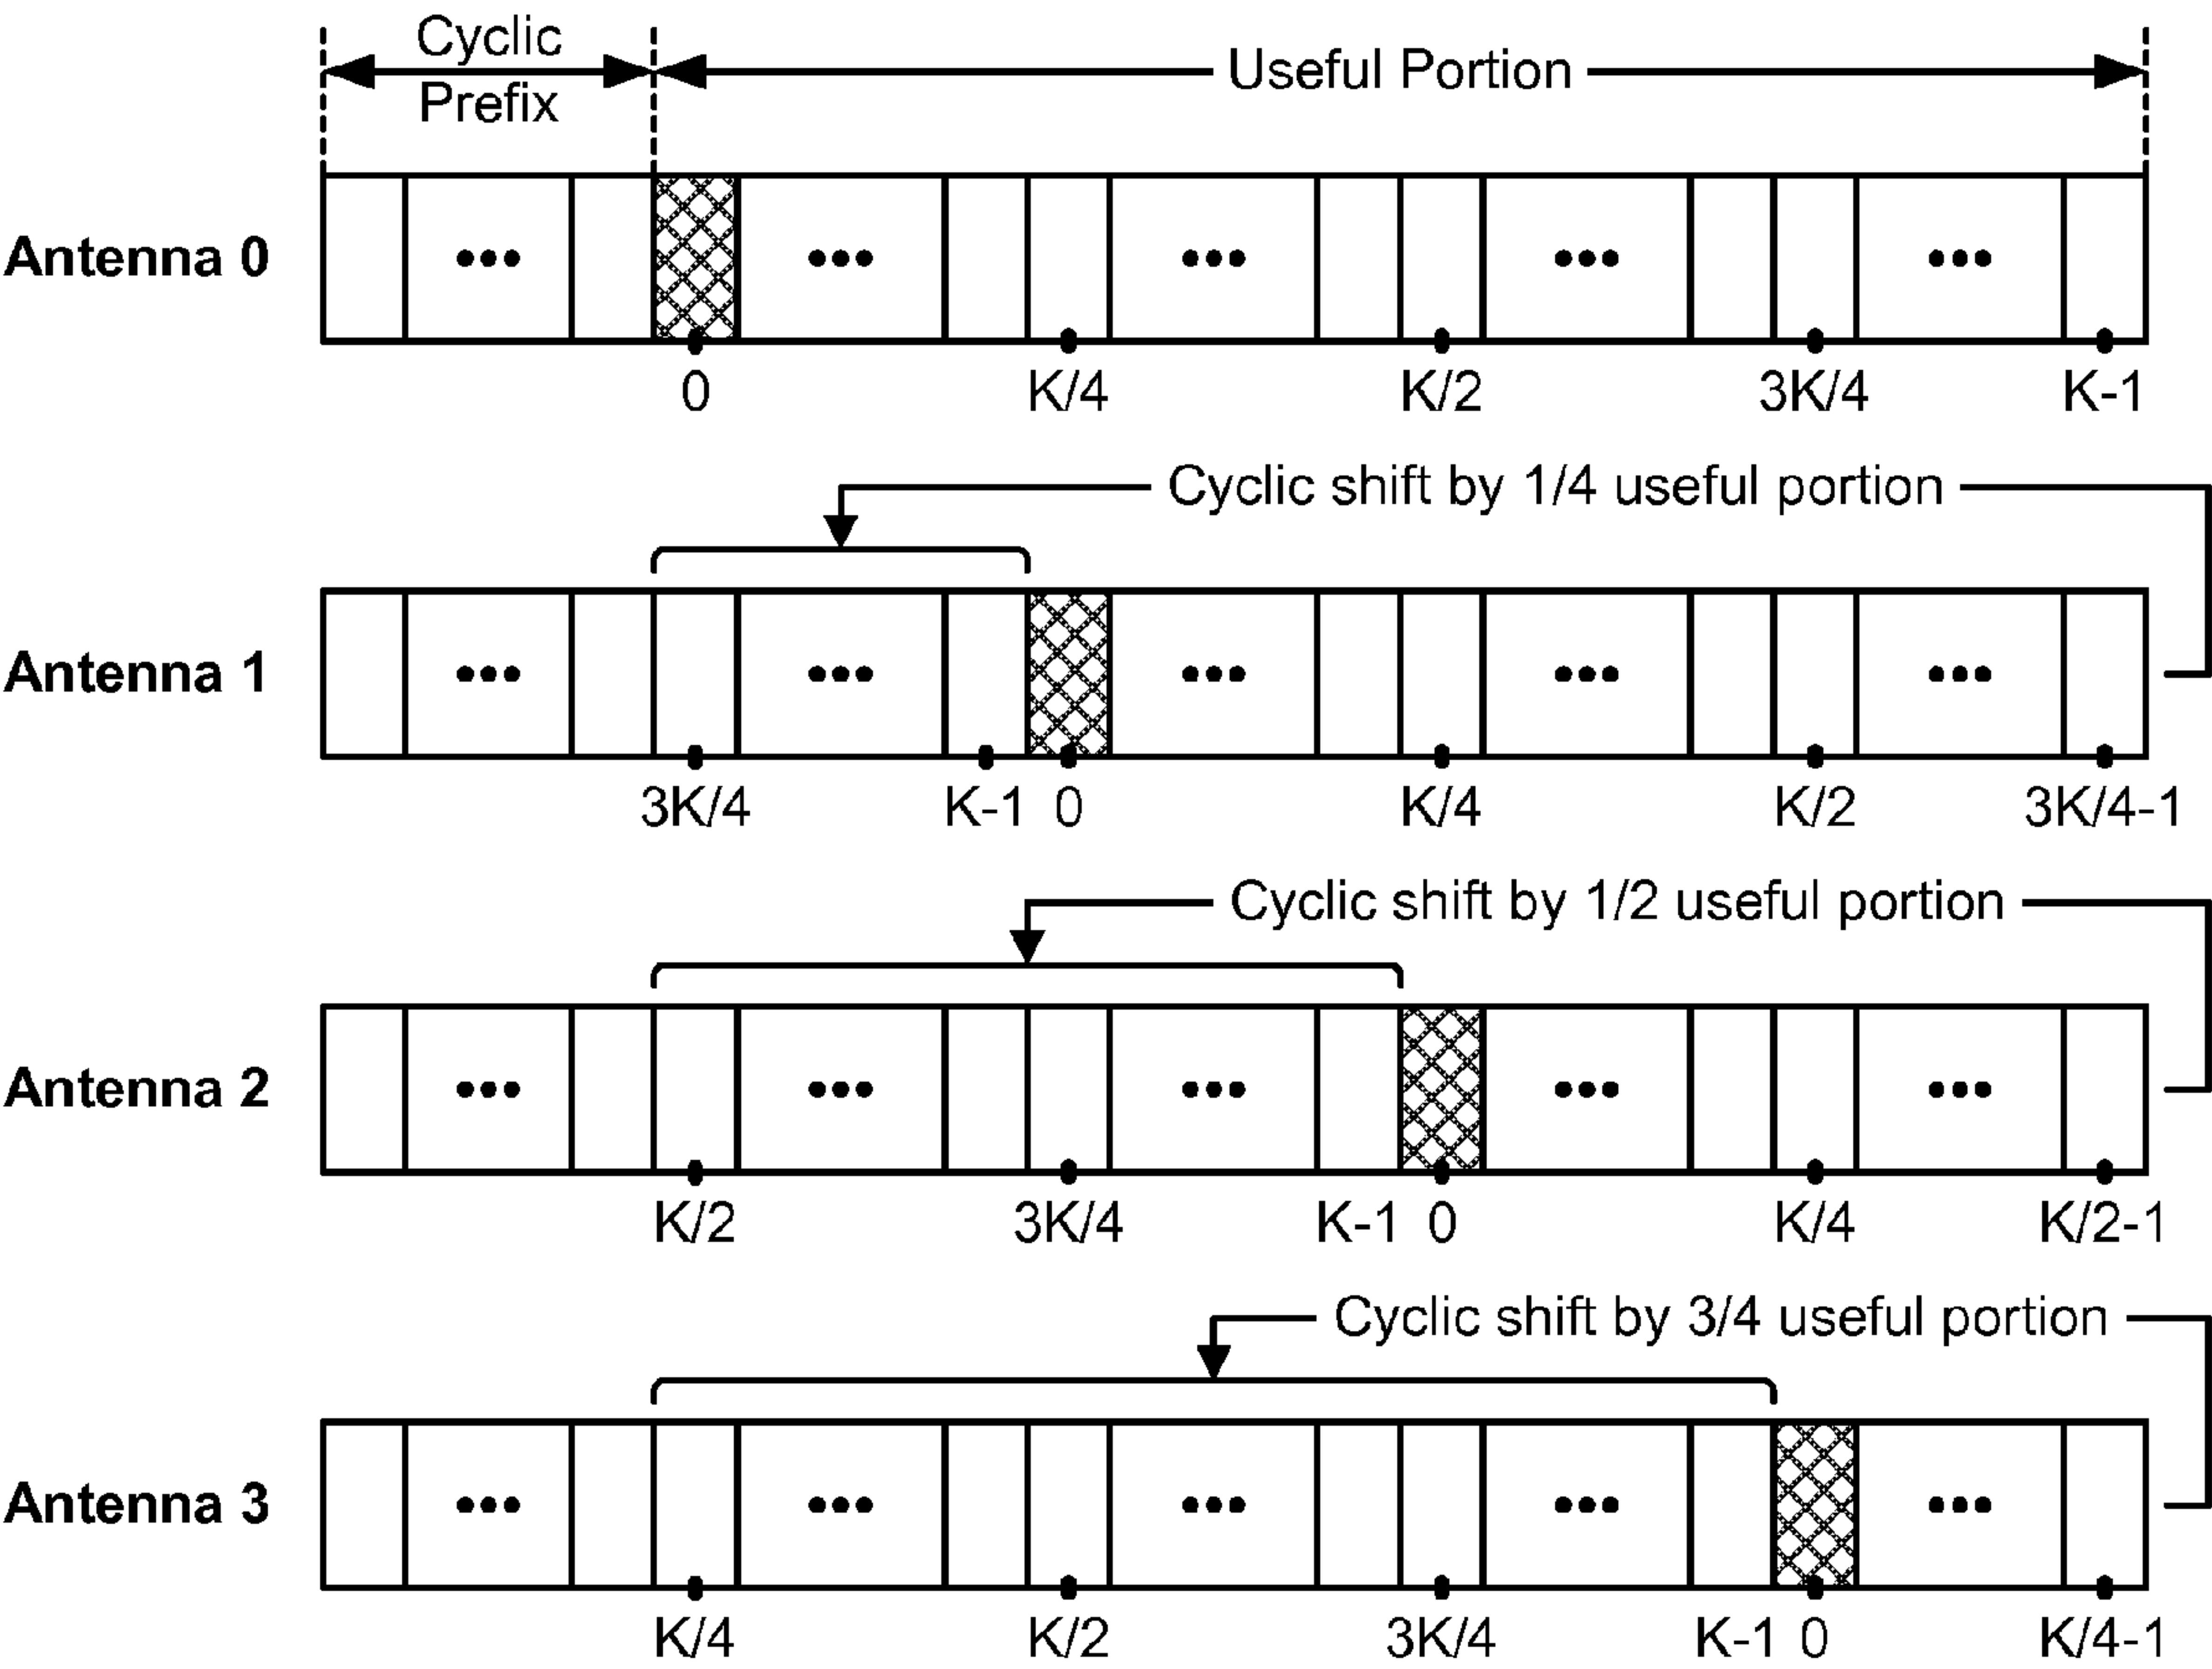 Cyclic
Prefix
Useful Portion
Antenna 0
•••
•••
•••
•••
•••
0 K/4 K/2 3K/4 K-1
Cyclic shift by 1/4 useful portion
Antenna 1
•••
•••
•••
•••
•••
3K/4 K-1 0 K/4 K/2 3K/4-1
Cyclic shift by 1/2 useful portion
Antenna 2
•••
•••
•••
•••
•••
K/2 3K/4 K-1 0 K/4 K/2-1
Cyclic shift by 3/4 useful portion
Antenna 3
•••
•••
•••
•••
•••
K/4 K/2 3K/4 K-1 0 K/4-1